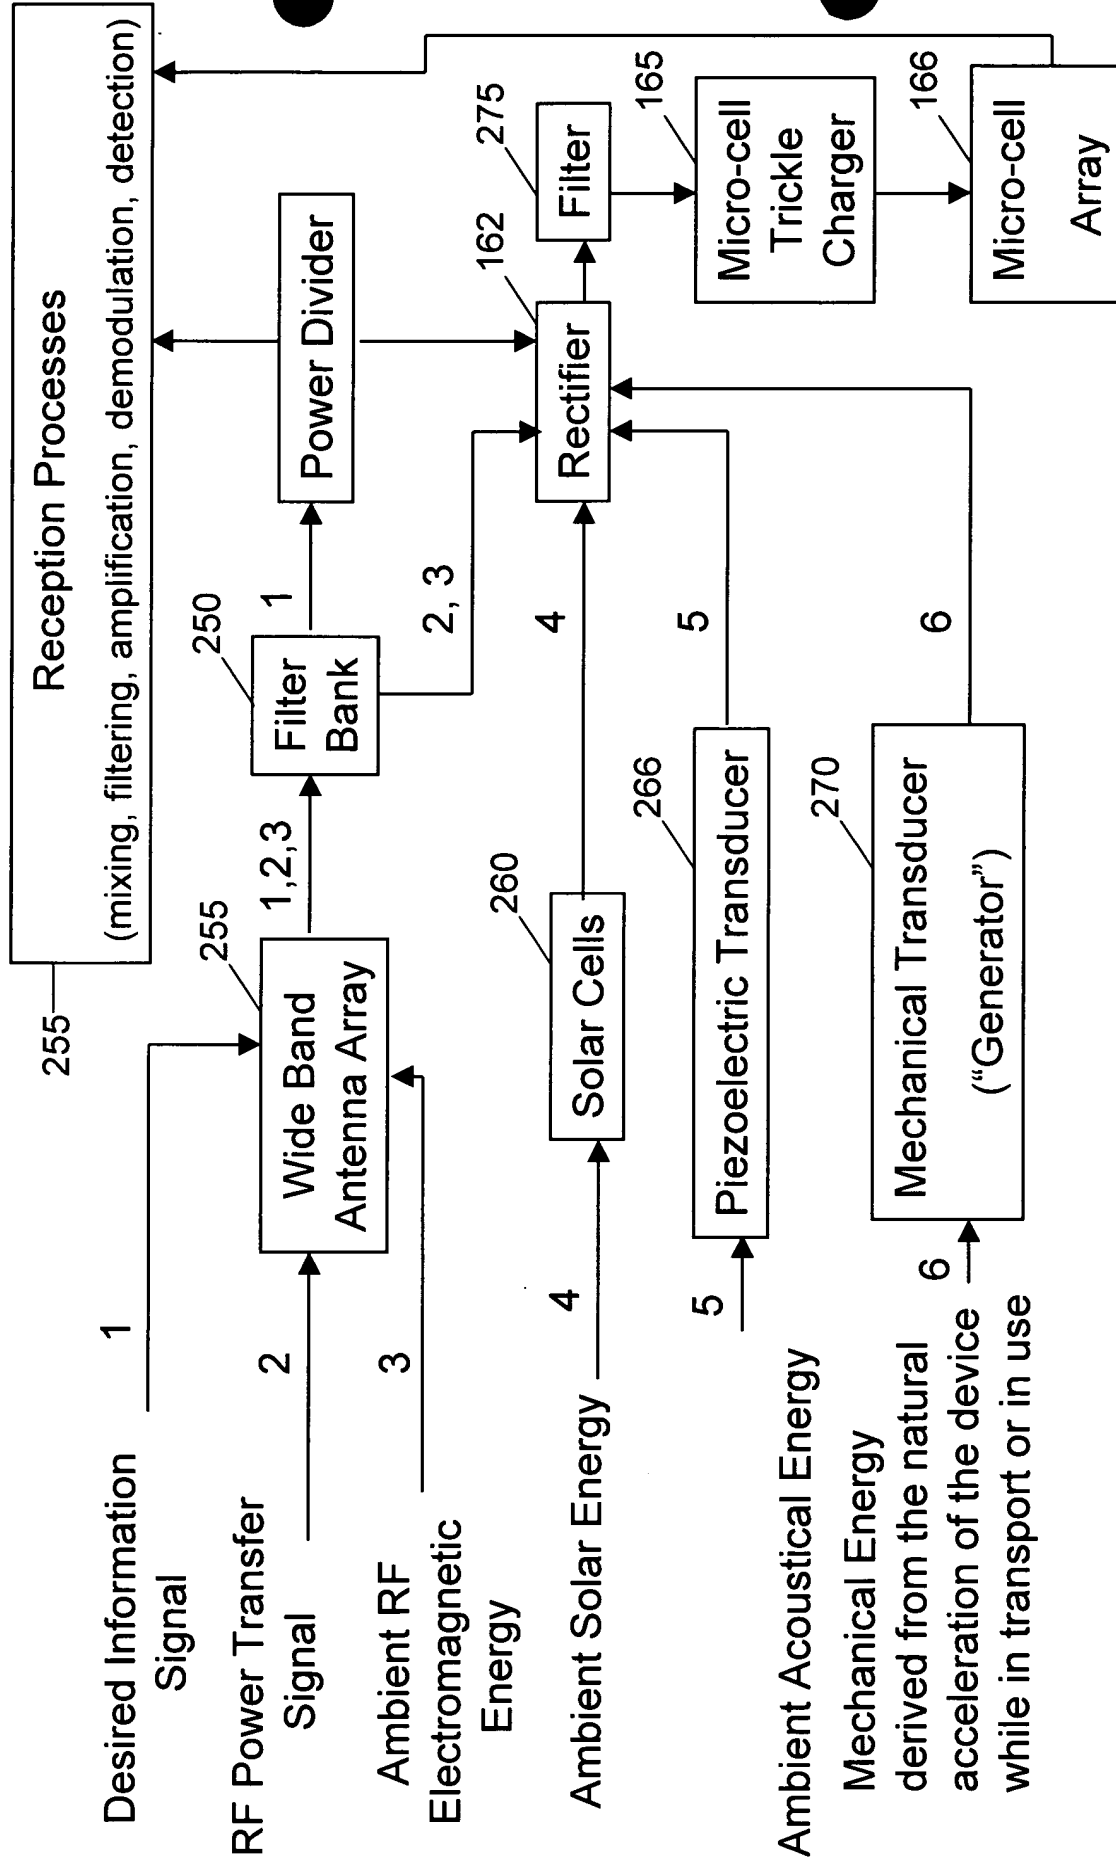 Reception Processes
(mixing, filtering, amplification, demodulation, detection)
255
Desired Information
Signal
1
RF Power Transfer
Signal
2
Ambient RF
Electromagnetic
Energy
3
Wide Band
Antenna Array
255
1,2,3
Filter
Bank
250
1
Power Divider
2, 3
Ambient Solar Energy
4
Solar Cells
260
4
Rectifier
162
Filter
275
Ambient Acoustical Energy
5
Piezoelectric Transducer
266
5
Micro-cell
Trickle
Charger
165
Mechanical Energy
derived from the natural
acceleration of the device
while in transport or in use
6
Mechanical Transducer
("Generator")
270
6
Micro-cell
Array
166